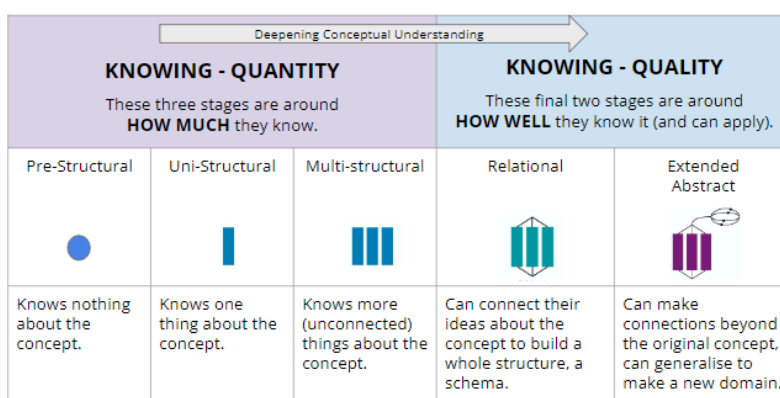 Deepening Conceptual Understanding
KNOWING - QUANTITY
These three stages are around
HOW MUCH they know.
KNOWING - QUALITY
These final two stages are around
HOW WELL they know it (and can apply).
Pre-Structural
Uni-Structural
Multi-structural
Relational
Extended
Abstract
Knows nothing
about the
concept.
Knows one
thing about the
concept.
Knows more
(unconnected)
things about the
concept.
Can connect their
ideas about the
concept to build a
whole structure, a
schema.
Can make
connections beyond
the original concept,
can generalise to
make a new domain.